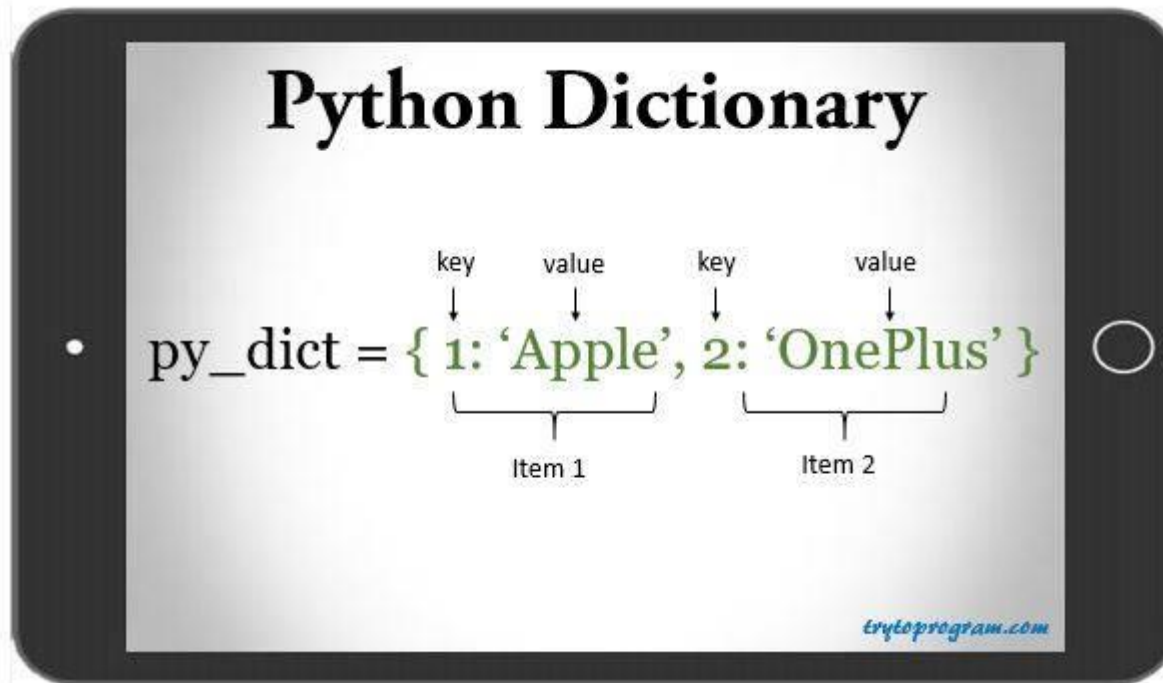 Python Dictionary
key value key value
py_dict = { 1: ‘Apple’, 2: ‘OnePlus’ }
Item 1 Item 2
trytoprogram.com